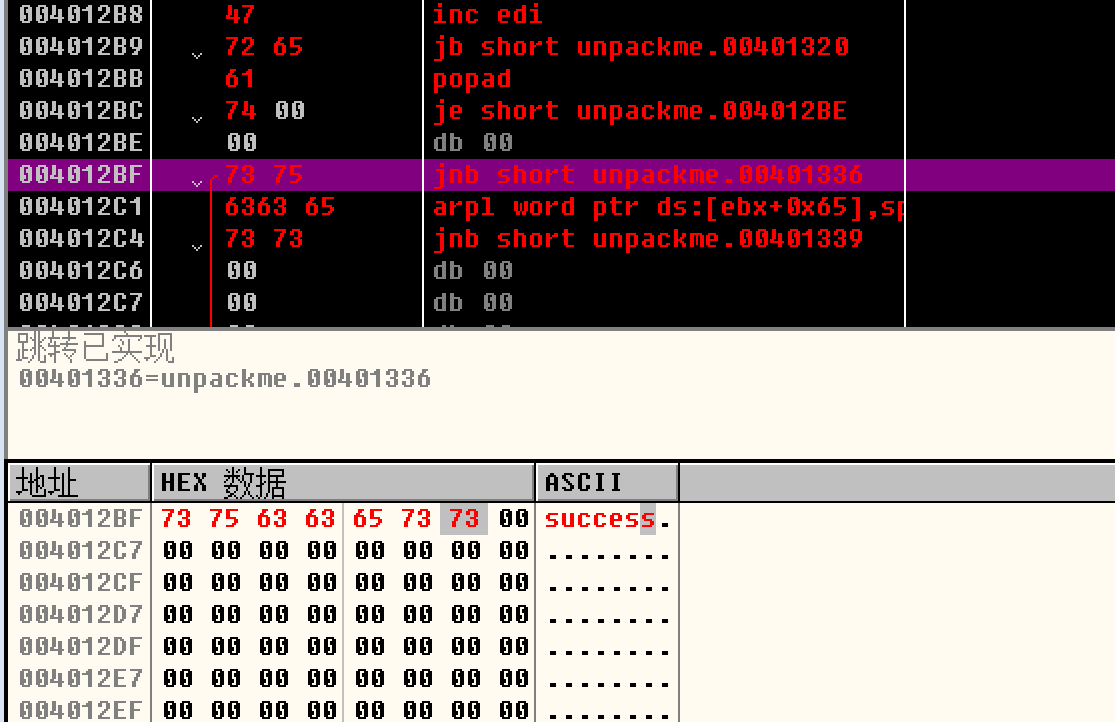 004012B8 47 inc edi
004012B9 72 65 jb short unpackme.00401320
004012BB 61 popad
004012BC 74 00 je short unpackme.004012BE
004012BE 00 db 00
004012BF 73 75 jnb short unpackme.00401336
004012C1 6363 65 arpl word ptr ds:[ebx+0x65],sp
004012C4 73 73 jnb short unpackme.00401339
004012C6 00 db 00
004012C7 00 db 00
跳转已实现
00401336=unpackme.00401336
地址 HEX 数据 ASCII
004012BF 73 75 63 63 65 73 73 00 success.
004012C7 00 00 00 00 00 00 00 00 ........
004012CF 00 00 00 00 00 00 00 00 ........
004012D7 00 00 00 00 00 00 00 00 ........
004012DF 00 00 00 00 00 00 00 00 ........
004012E7 00 00 00 00 00 00 00 00 ........
004012EF 00 00 00 00 00 00 00 00 ........